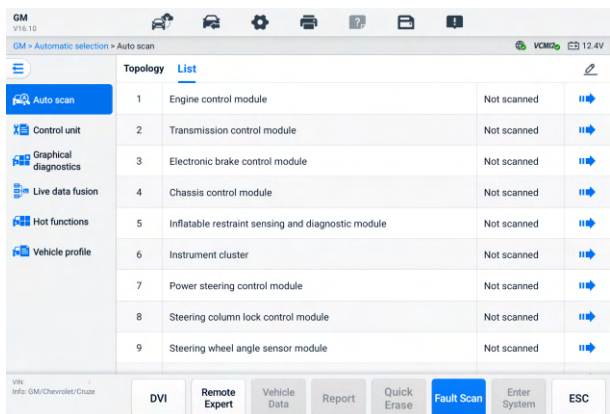 GM
V16.10
GM > Automatic selection > Auto scan
VCMI2
12.4V
Topology List
Auto scan
Control unit
Graphical
diagnostics
Live data fusion
Hot functions
Vehicle profile
1 Engine control module Not scanned
2 Transmission control module Not scanned
3 Electronic brake control module Not scanned
4 Chassis control module Not scanned
5 Inflatable restraint sensing and diagnostic module Not scanned
6 Instrument cluster Not scanned
7 Power steering control module Not scanned
8 Steering column lock control module Not scanned
9 Steering wheel angle sensor module Not scanned
VIN:
Info: GM/Chevrolet/Cruze
DVI
Remote
Expert
Vehicle
Data
Report
Quick
Erase
Fault Scan
Enter
System
ESC